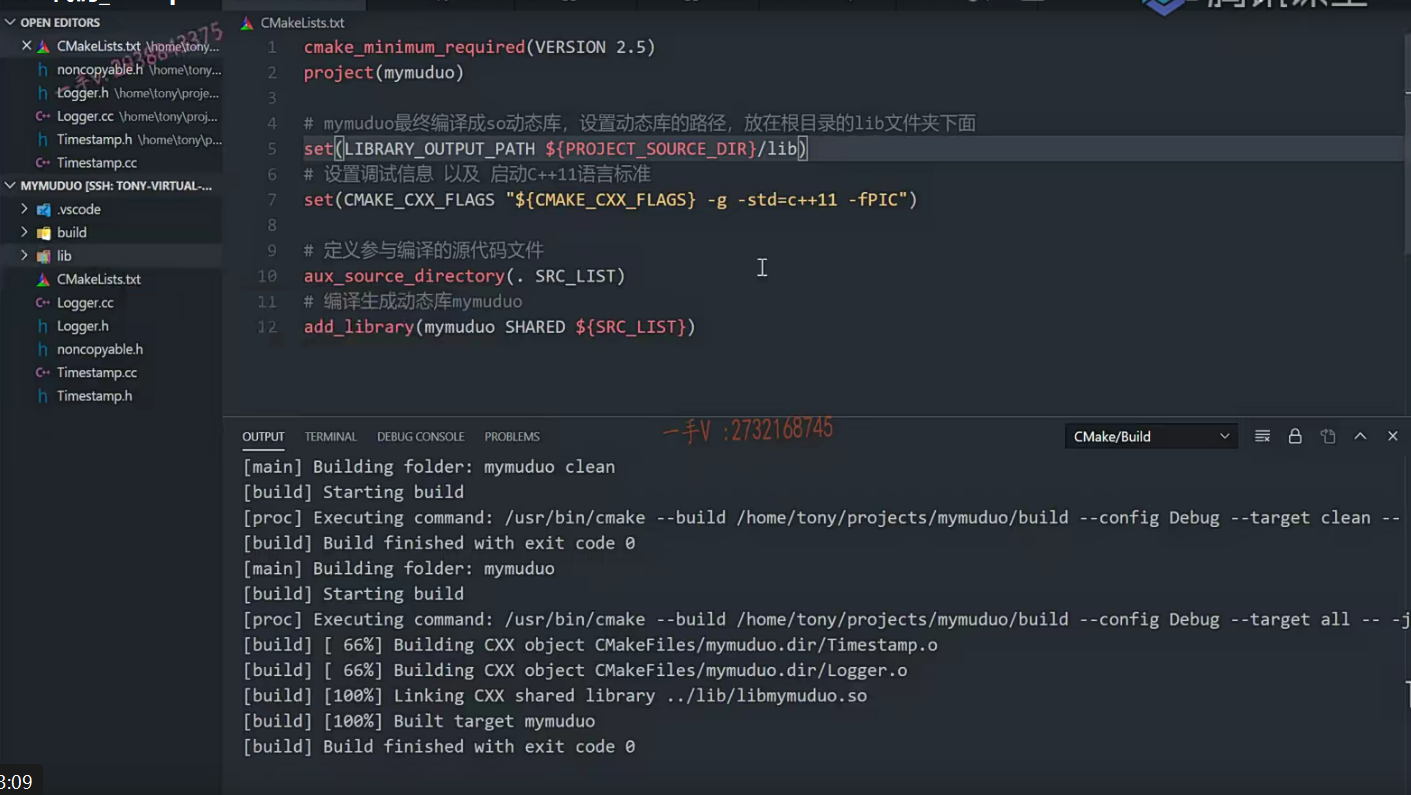 OPEN EDITORS
CMakeLists.txt \home\tony...
noncopyable.h \home\tony...
Logger.h \home\tony\proje...
Logger.cc \home\tony\proj...
Timestamp.h \home\tony\p...
Timestamp.cc
MYMUDUO [SSH: TONY-VIRTUAL-...
.vscode
build
lib
CMakeLists.txt
Logger.cc
Logger.h
noncopyable.h
Timestamp.cc
Timestamp.h
一手V: 2938843375
CMakeLists.txt
1 cmake_minimum_required(VERSION 2.5)
2 project(mymuduo)
3
4 # mymuduo最终编译成so动态库，设置动态库的路径，放在根目录的lib文件夹下面
5 set(LIBRARY_OUTPUT_PATH ${PROJECT_SOURCE_DIR}/lib)
6 # 设置调试信息 以及 启动C++11语言标准
7 set(CMAKE_CXX_FLAGS "${CMAKE_CXX_FLAGS} -g -std=c++11 -fPIC")
8
9 # 定义参与编译的源代码文件
10 aux_source_directory(. SRC_LIST)
11 # 编译生成动态库mymuduo
12 add_library(mymuduo SHARED ${SRC_LIST})
一手V :2732168745
OUTPUT TERMINAL DEBUG CONSOLE PROBLEMS CMake/Build
[main] Building folder: mymuduo clean
[build] Starting build
[proc] Executing command: /usr/bin/cmake --build /home/tony/projects/mymuduo/build --config Debug --target clean --
[build] Build finished with exit code 0
[main] Building folder: mymuduo
[build] Starting build
[proc] Executing command: /usr/bin/cmake --build /home/tony/projects/mymuduo/build --config Debug --target all -- -j
[build] [ 66%] Building CXX object CMakeFiles/mymuduo.dir/Timestamp.o
[build] [ 66%] Building CXX object CMakeFiles/mymuduo.dir/Logger.o
[build] [100%] Linking CXX shared library ../lib/libmymuduo.so
[build] [100%] Built target mymuduo
[build] Build finished with exit code 0
3:09